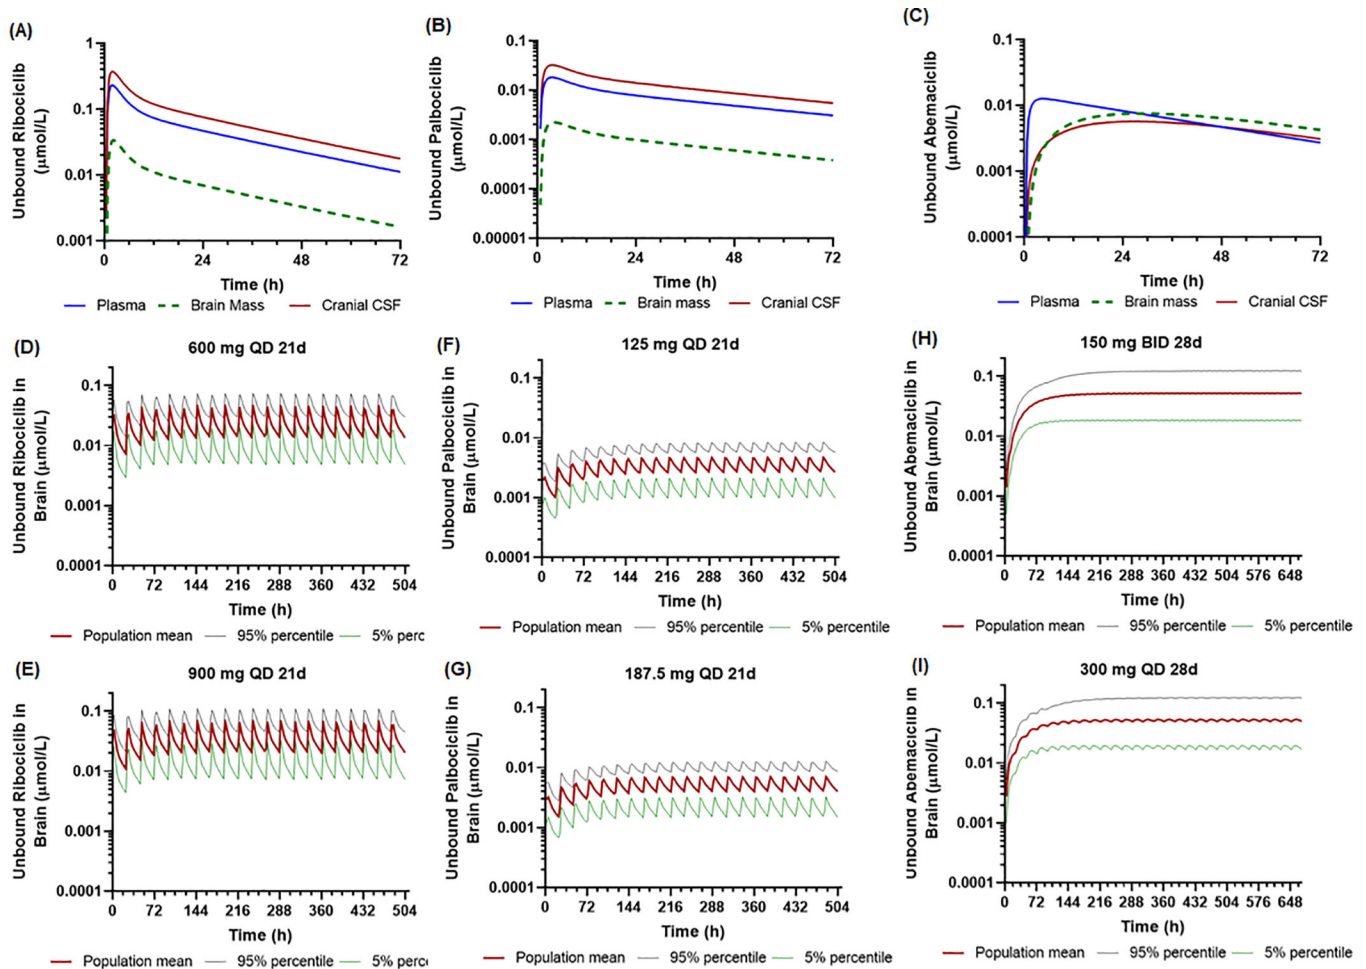 (A)
Unbound Ribociclib
(μmol/L)
1
0.1
0.01
0.001
0 24 48 72
Time (h)
Plasma Brain Mass Cranial CSF
(B)
Unbound Palbociclib
(μmol/L)
0.1
0.01
0.001
0.0001
0.00001
0 24 48 72
Time (h)
Plasma Brain mass Cranial CSF
(C)
Unbound Abemaciclib
(μmol/L)
0.1
0.010
0.001
0.0001
0 24 48 72
Time (h)
Plasma Brain mass Cranial CSF
(D)
600 mg QD 21d
Unbound Ribociclib in
Brain (μmol/L)
0.1
0.01
0.001
0.0001
0 72 144 216 288 360 432 504
Time (h)
Population mean 95% percentile 5% perc
(F)
125 mg QD 21d
Unbound Palbociclib in
Brain (μmol/L)
0.1
0.01
0.001
0.0001
0 72 144 216 288 360 432 504
Time (h)
Population mean 95% percentile 5% percentile
(H)
150 mg BID 28d
Unbound Abemaciclib in
Brain (μmol/L)
0.1
0.01
0.001
0.0001
0 72 144 216 288 360 432 504 576 648
Time (h)
Population mean 95% percentile 5% percentile
(E)
900 mg QD 21d
Unbound Ribociclib in
Brain (μmol/L)
0.1
0.01
0.001
0.0001
0 72 144 216 288 360 432 504
Time (h)
Population mean 95% percentile 5% perc
(G)
187.5 mg QD 21d
Unbound Palbociclib in
Brain (μmol/L)
0.1
0.01
0.001
0.0001
0 72 144 216 288 360 432 504
Time (h)
Population mean 95% percentile 5% percentile
(I)
300 mg QD 28d
Unbound Abemaciclib in
Brain (μmol/L)
0.1
0.01
0.001
0.0001
0 72 144 216 288 360 432 504 576 648
Time (h)
Population mean 95% percentile 5% percentile